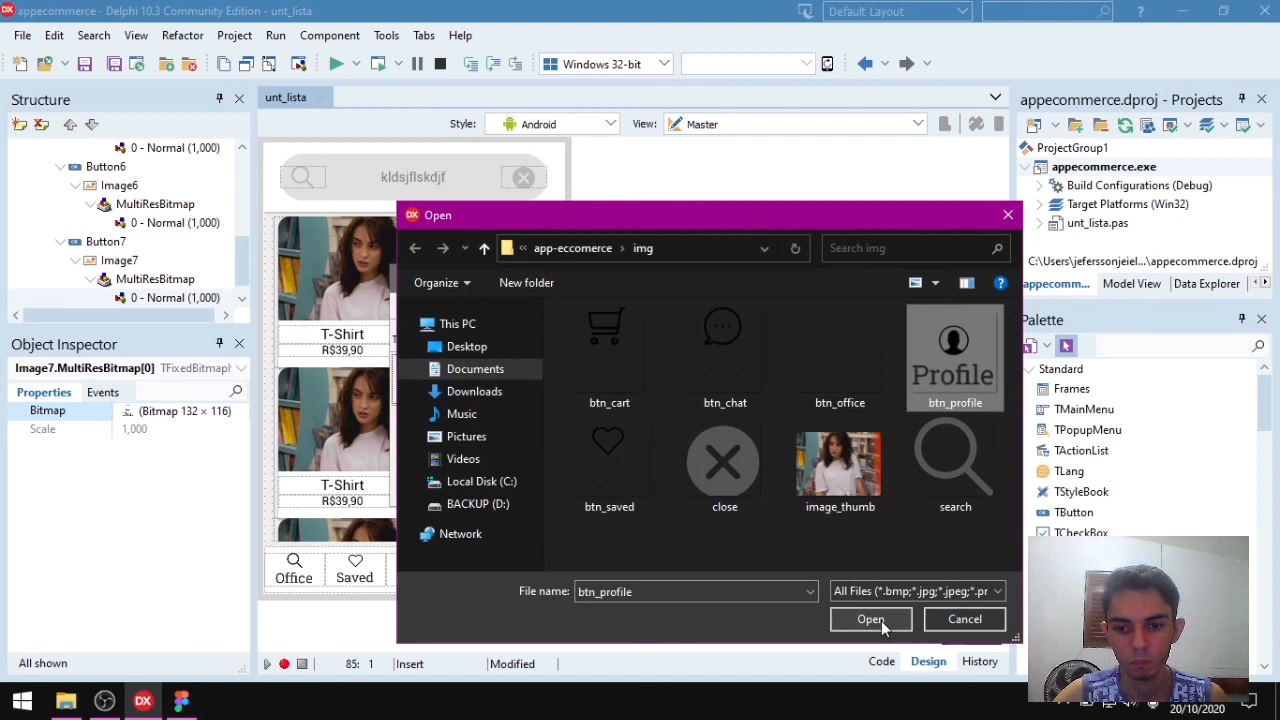 appecommerce - Delphi 10.3 Community Edition - unt_lista
Default Layout
File Edit Search View Refactor Project Run Component Tools Tabs Help
Windows 32-bit
Structure
0 - Normal (1,000)
Button6
Image6
MultiResBitmap
0 - Normal (1,000)
Button7
Image7
MultiResBitmap
0 - Normal (1,000)
Object Inspector
Image7.MultiResBitmap[0] TFixedBitmapI
Properties Events
Bitmap (Bitmap 132 × 116)
Scale 1,000
All shown
unt_lista
Style: Android View: Master
kldsjflskdjf
T-Shirt
R$39,90
T-Shirt
R$39,90
Office Saved
Open
« app-eccomerce › img
Search img
Organize New folder
This PC
Desktop
Documents
Downloads
Music
Pictures
Videos
Local Disk (C:)
BACKUP (D:)
Network
Profile
btn_cart btn_chat btn_office btn_profile
btn_saved close image_thumb search
File name: btn_profile All Files (*.bmp;*.jpg;*.jpeg;*.pr
Open Cancel
85: 1 Insert Modified
Code Design History
appecommerce.dproj - Projects
ProjectGroup1
appecommerce.exe
Build Configurations (Debug)
Target Platforms (Win32)
unt_lista.pas
C:\Users\jeferssonjeiel...\appecommerce.dproj
appecomm... Model View Data Explorer
Palette
Standard
Frames
TMainMenu
TPopupMenu
TActionList
TLang
TStyleBook
TButton
TCheckBox
20/10/2020